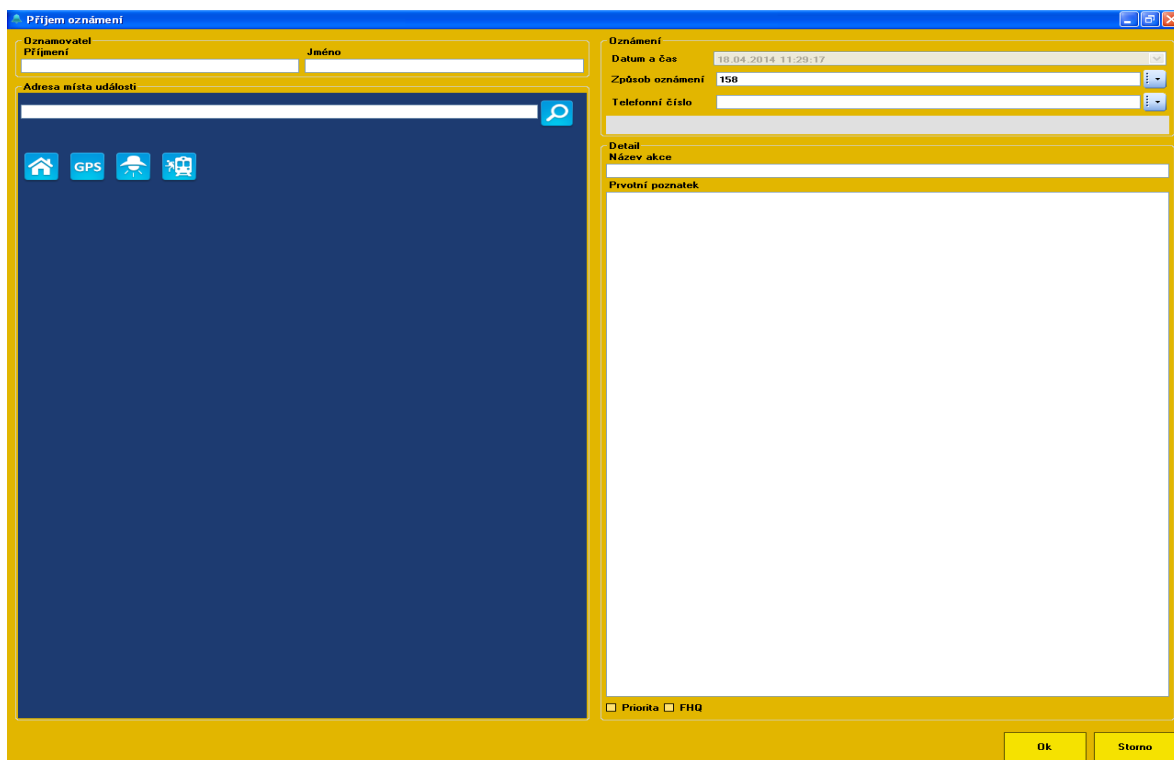 Příjem oznámení
Oznamovatel
Příjmení Jméno
Adresa místa události
GPS
Oznámení
Datum a čas 18.04.2014 11:29:17
Způsob oznámení 158
Telefonní číslo
Detail
Název akce
Prvotní poznatek
Priorita FHQ
Ok Storno